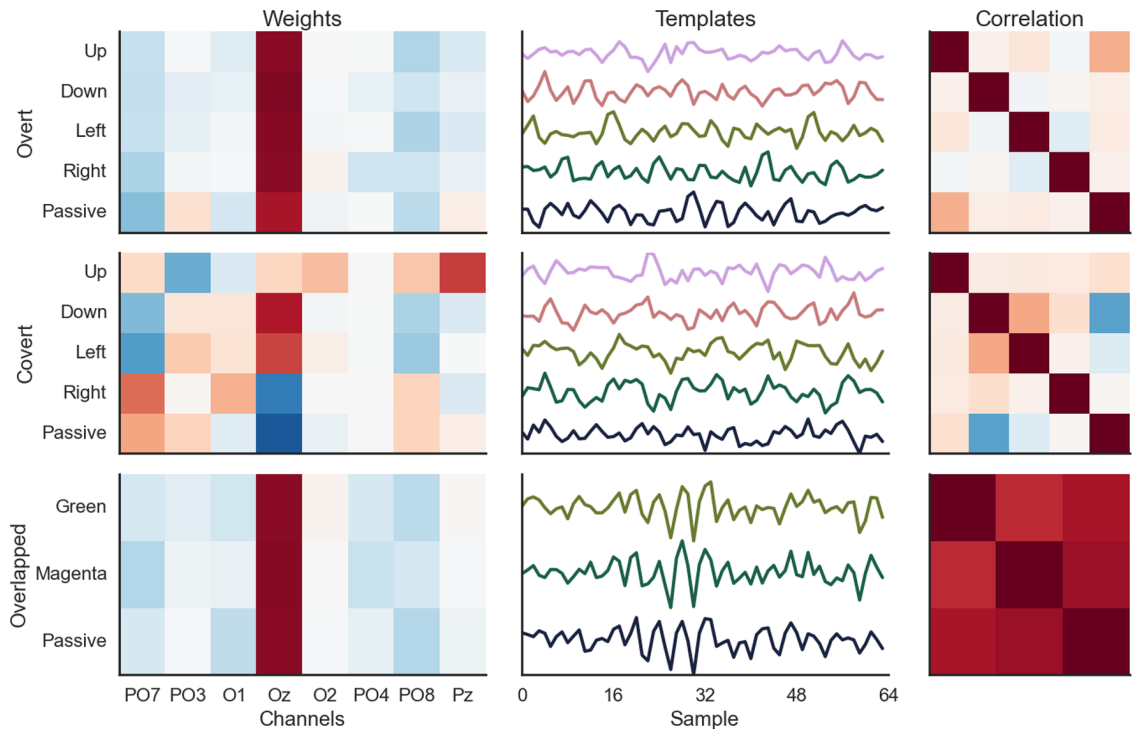 Weights Templates Correlation
Overt
Up
Down
Left
Right
Passive
Covert
Up
Down
Left
Right
Passive
Overlapped
Green
Magenta
Passive
PO7 PO3 O1 Oz O2 PO4 PO8 Pz
0 16 32 48 64
Channels Sample